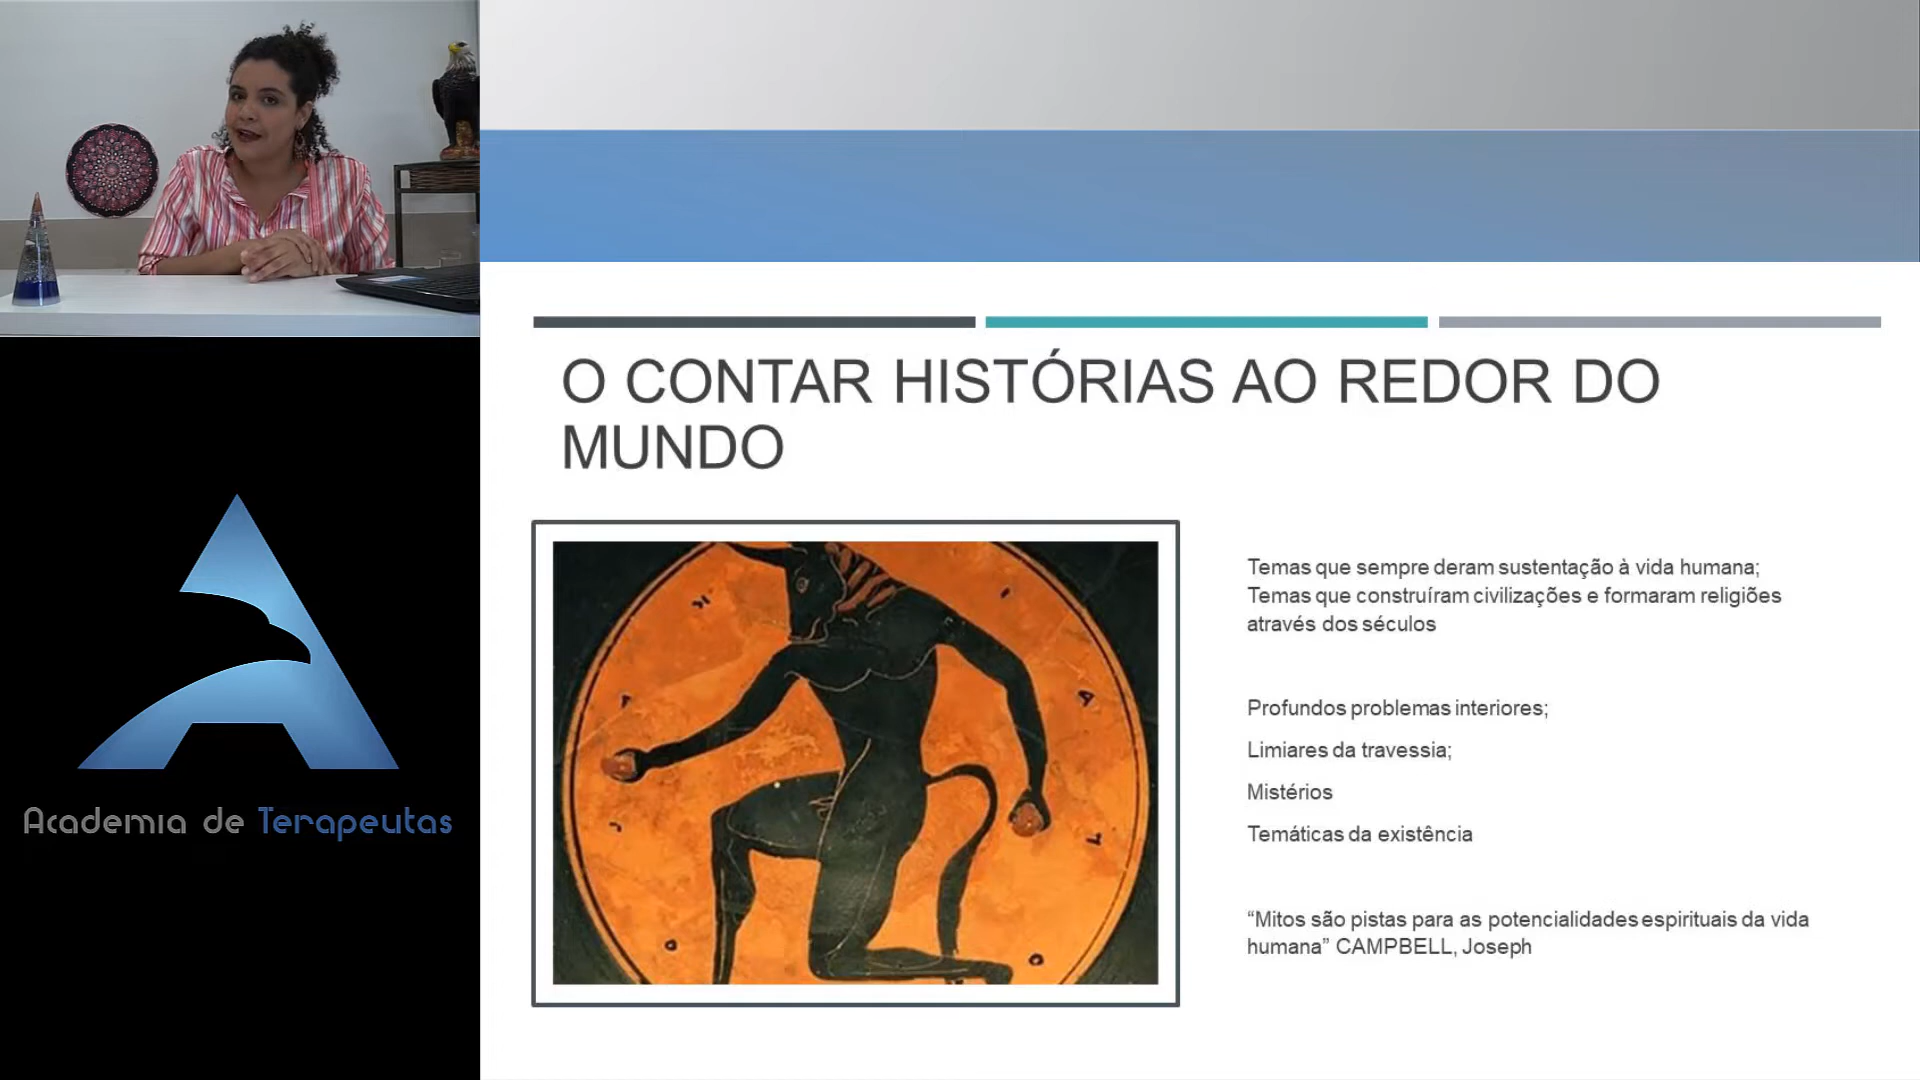 O CONTAR HISTÓRIAS AO REDOR DO
MUNDO
Temas que sempre deram sustentação à vida humana;
Temas que construíram civilizações e formaram religiões
através dos séculos
Profundos problemas interiores;
Limiares da travessia;
Mistérios
Temáticas da existência
“Mitos são pistas para as potencialidades espirituais da vida
humana” CAMPBELL, Joseph
Academia de Terapeutas